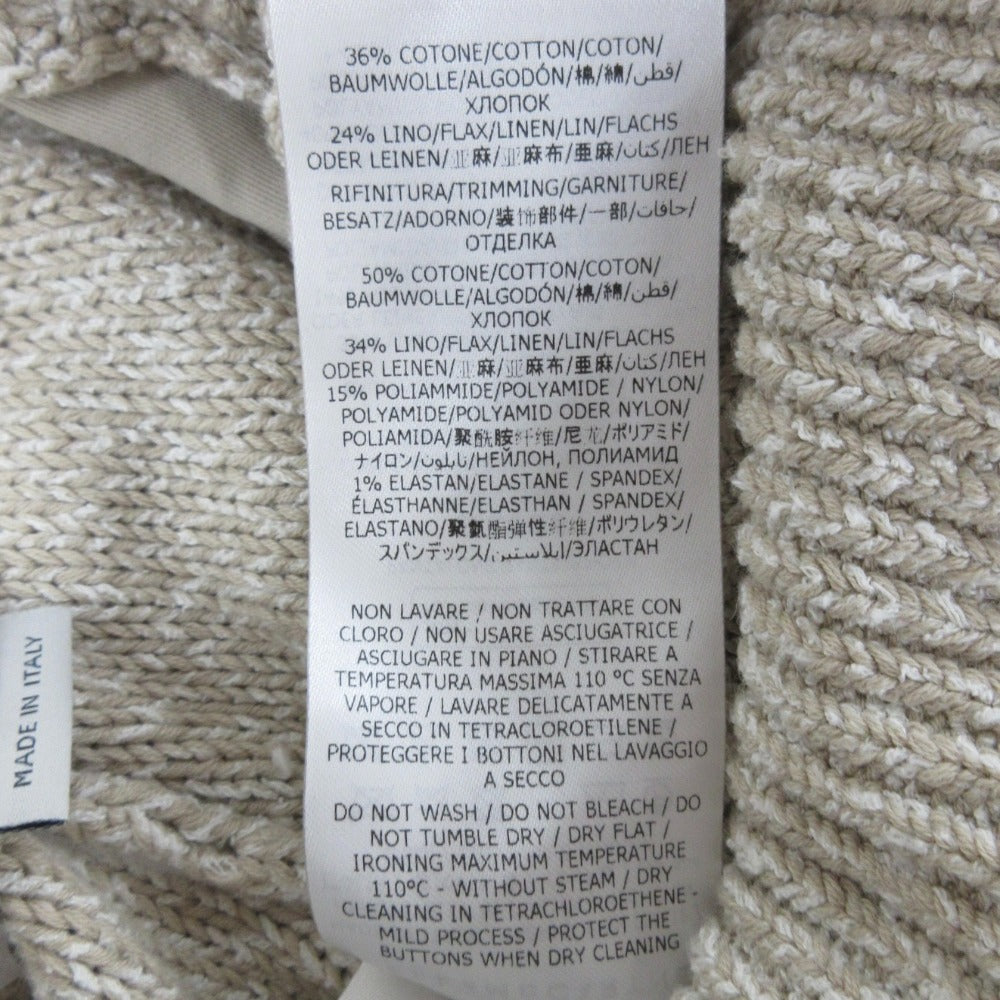 36% COTONE/COTTON/COTON/
BAUMWOLLE/ALGODÓN/棉/綿/قطن/
ХЛОПОК
24% LINO/FLAX/LINEN/LIN/FLACHS
ODER LEINEN/亚麻/亚麻布/亜麻/كتان/ЛЕН
RIFINITURA/TRIMMING/GARNITURE/
BESATZ/ADORNO/装饰部件/一部/حافات/
ОТДЕЛКА
50% COTONE/COTTON/COTON/
BAUMWOLLE/ALGODÓN/棉/綿/قطن/
ХЛОПОК
34% LINO/FLAX/LINEN/LIN/FLACHS
ODER LEINEN/亚麻/亚麻布/亜麻/كتان/ЛЕН
15% POLIAMMIDE/POLYAMIDE / NYLON/
POLYAMIDE/POLYAMID ODER NYLON/
POLIAMIDA/聚酰胺纤维/尼龙/ポリアミド/
ナイロン/نايلون/НЕЙЛОН, ПОЛИАМИД
1% ELASTAN/ELASTANE / SPANDEX/
ÉLASTHANNE/ELASTHAN / SPANDEX/
ELASTANO/聚氨酯弹性纤维/ポリウレタン/
スパンデックス/إيلاستين/ЭЛАСТАН
NON LAVARE / NON TRATTARE CON
CLORO / NON USARE ASCIUGATRICE /
ASCIUGARE IN PIANO / STIRARE A
TEMPERATURA MASSIMA 110 °C SENZA
VAPORE / LAVARE DELICATAMENTE A
SECCO IN TETRACLOROETILENE /
PROTEGGERE I BOTTONI NEL LAVAGGIO
A SECCO
DO NOT WASH / DO NOT BLEACH / DO
NOT TUMBLE DRY / DRY FLAT /
IRONING MAXIMUM TEMPERATURE
110°C - WITHOUT STEAM / DRY
CLEANING IN TETRACHLOROETHENE -
MILD PROCESS / PROTECT THE
BUTTONS WHEN DRY CLEANING
MADE IN ITALY